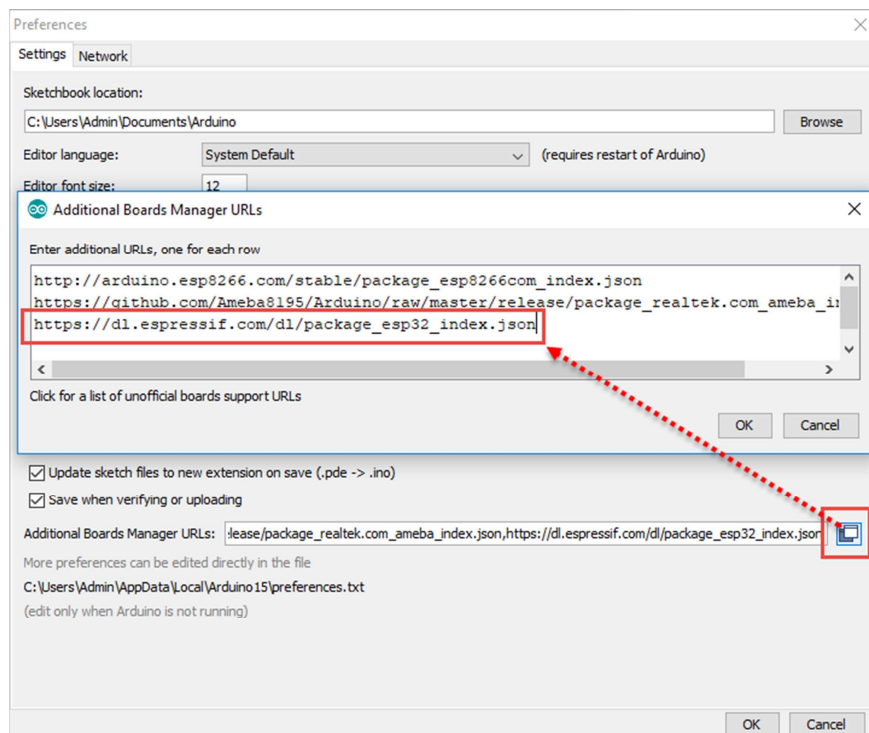 Preferences
Settings Network
Sketchbook location:
C:\Users\Admin\Documents\Arduino Browse
Editor language: System Default (requires restart of Arduino)
Editor font size: 12
Additional Boards Manager URLs
Enter additional URLs, one for each row
http://arduino.esp8266.com/stable/package_esp8266com_index.json
https://github.com/Ameba8195/Arduino/raw/master/release/package_realtek.com_ameba_i
https://dl.espressif.com/dl/package_esp32_index.json
Click for a list of unofficial boards support URLs
OK Cancel
Update sketch files to new extension on save (.pde -> .ino)
Save when verifying or uploading
Additional Boards Manager URLs: lease/package_realtek.com_ameba_index.json,https://dl.espressif.com/dl/package_esp32_index.json
More preferences can be edited directly in the file
C:\Users\Admin\AppData\Local\Arduino15\preferences.txt
(edit only when Arduino is not running)
OK Cancel